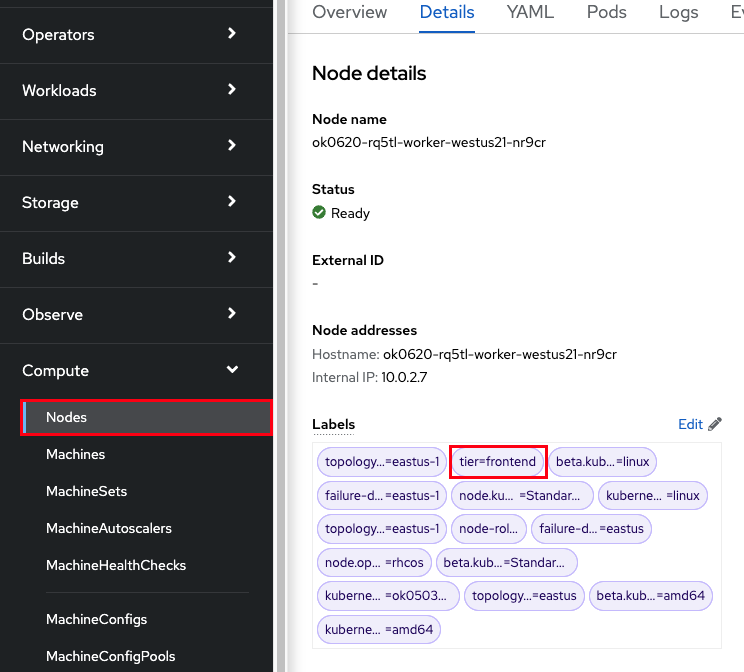 Operators
Workloads
Networking
Storage
Builds
Observe
Compute
Nodes
Machines
MachineSets
MachineAutoscalers
MachineHealthChecks
MachineConfigs
MachineConfigPools
Overview Details YAML Pods Logs
Node details
Node name
ok0620-rq5tl-worker-westus21-nr9cr
Status
Ready
External ID
-
Node addresses
Hostname: ok0620-rq5tl-worker-westus21-nr9cr
Internal IP: 10.0.2.7
Labels Edit
topology...=eastus-1 tier=frontend beta.kub...=linux
failure-d...=eastus-1 node.ku... =Standar... kuberne... =linux
topology...=eastus-1 node-rol... failure-d...=eastus
node.op... =rhcos beta.kub...=Standar...
kuberne... =ok0503... topology...=eastus beta.kub...=amd64
kuberne... =amd64